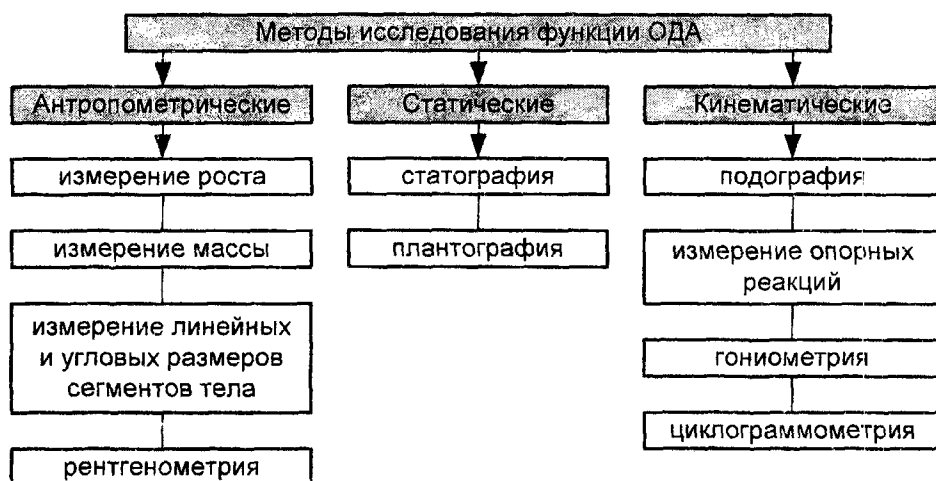 Методы исследования функции ОДА
Антропометрические
Статические
Кинематические
измерение роста
статография
подография
измерение массы
плантография
измерение опорных
реакций
измерение линейных
и угловых размеров
сегментов тела
гониометрия
циклограммометрия
рентгенометрия